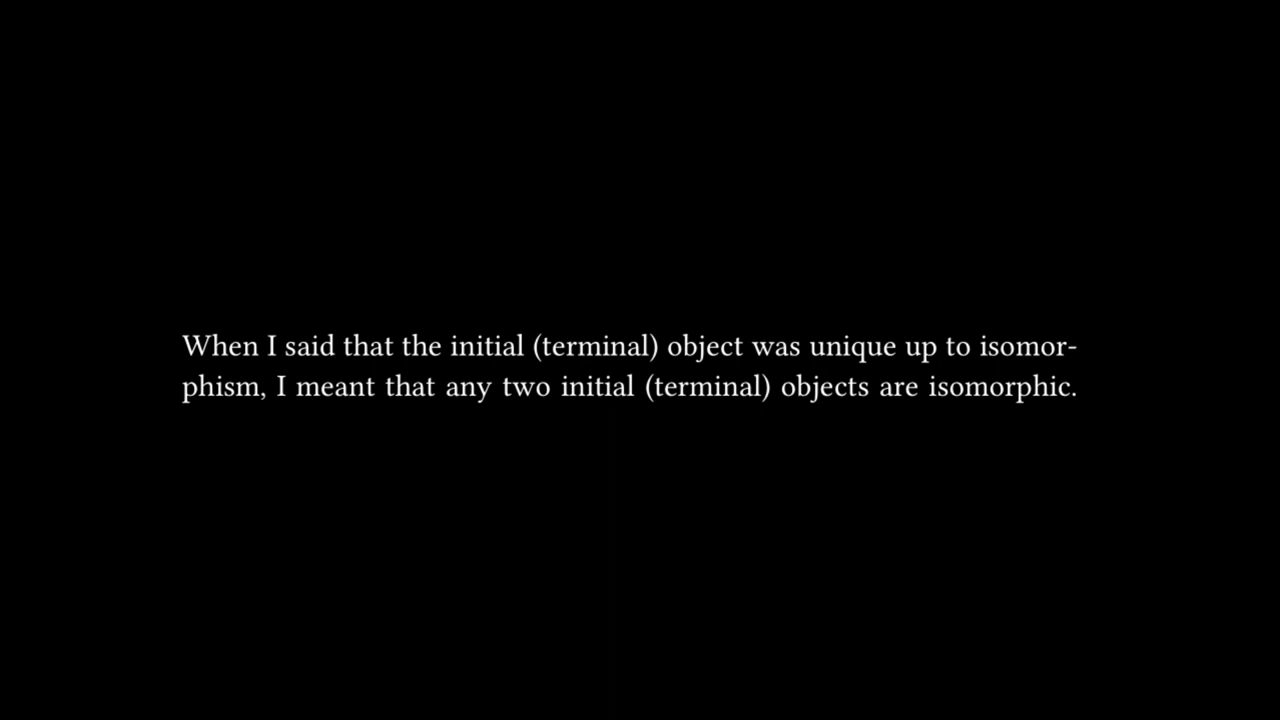 When I said that the initial (terminal) object was unique up to isomor-
phism, I meant that any two initial (terminal) objects are isomorphic.